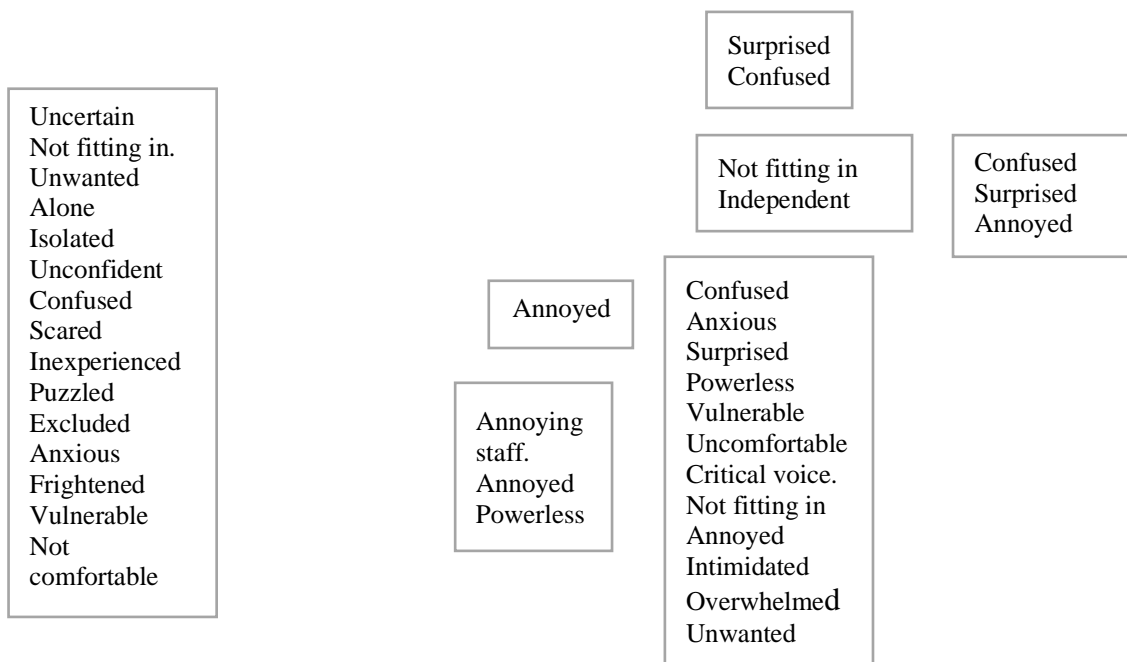 Surprised
Confused
Uncertain
Not fitting in.
Unwanted
Alone
Isolated
Unconfident
Confused
Scared
Inexperienced
Puzzled
Excluded
Anxious
Frightened
Vulnerable
Not
comfortable
Not fitting in
Independent
Confused
Surprised
Annoyed
Annoyed
Annoying
staff.
Annoyed
Powerless
Confused
Anxious
Surprised
Powerless
Vulnerable
Uncomfortable
Critical voice.
Not fitting in
Annoyed
Intimidated
Overwhelmed
Unwanted